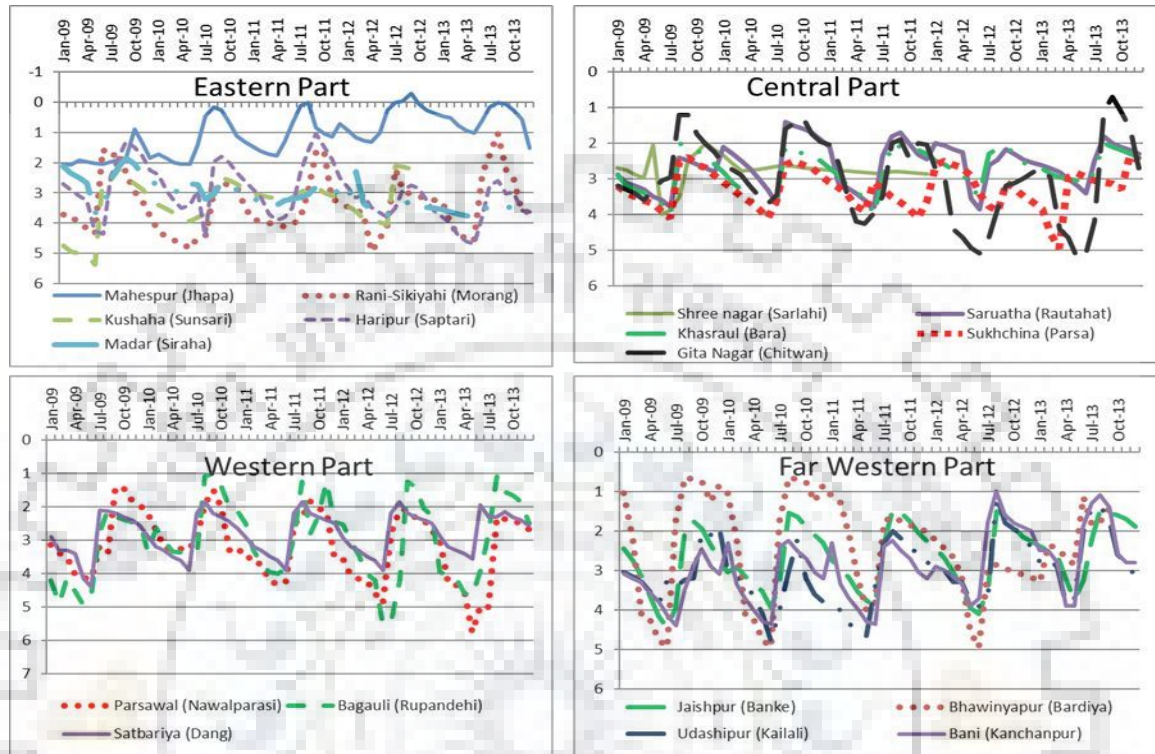 Jan-09 Apr-09 Jul-09 Oct-09 Jan-10 Apr-10 Jul-10 Oct-10 Jan-11 Apr-11 Jul-11 Oct-11 Jan-12 Apr-12 Jul-12 Oct-12 Jan-13 Apr-13 Jul-13 Oct-13
-1
Eastern Part
0
1
2
3
4
5
6
Mahespur (Jhapa) Rani-Sikiyahi (Morang)
Kushaha (Sunsari) Haripur (Saptari)
Madar (Siraha)
Jan-09 Apr-09 Jul-09 Oct-09 Jan-10 Apr-10 Jul-10 Oct-10 Jan-11 Apr-11 Jul-11 Oct-11 Jan-12 Apr-12 Jul-12 Oct-12 Jan-13 Apr-13 Jul-13 Oct-13
0
Central Part
1
2
3
4
5
6
Shree nagar (Sarlahi) Saruatha (Rautahat)
Khasraul (Bara) Sukhchina (Parsa)
Gita Nagar (Chitwan)
Jan-09 Apr-09 Jul-09 Oct-09 Jan-10 Apr-10 Jul-10 Oct-10 Jan-11 Apr-11 Jul-11 Oct-11 Jan-12 Apr-12 Jul-12 Oct-12 Jan-13 Apr-13 Jul-13 Oct-13
0
Western Part
1
2
3
4
5
6
7
Parsawal (Nawalparasi) Bagauli (Rupandehi)
Satbariya (Dang)
Jan-09 Apr-09 Jul-09 Oct-09 Jan-10 Apr-10 Jul-10 Oct-10 Jan-11 Apr-11 Jul-11 Oct-11 Jan-12 Apr-12 Jul-12 Oct-12 Jan-13 Apr-13 Jul-13 Oct-13
0
Far Western Part
1
2
3
4
5
6
Jaishpur (Banke) Bhawinyapur (Bardiya)
Udashipur (Kailali) Bani (Kanchanpur)